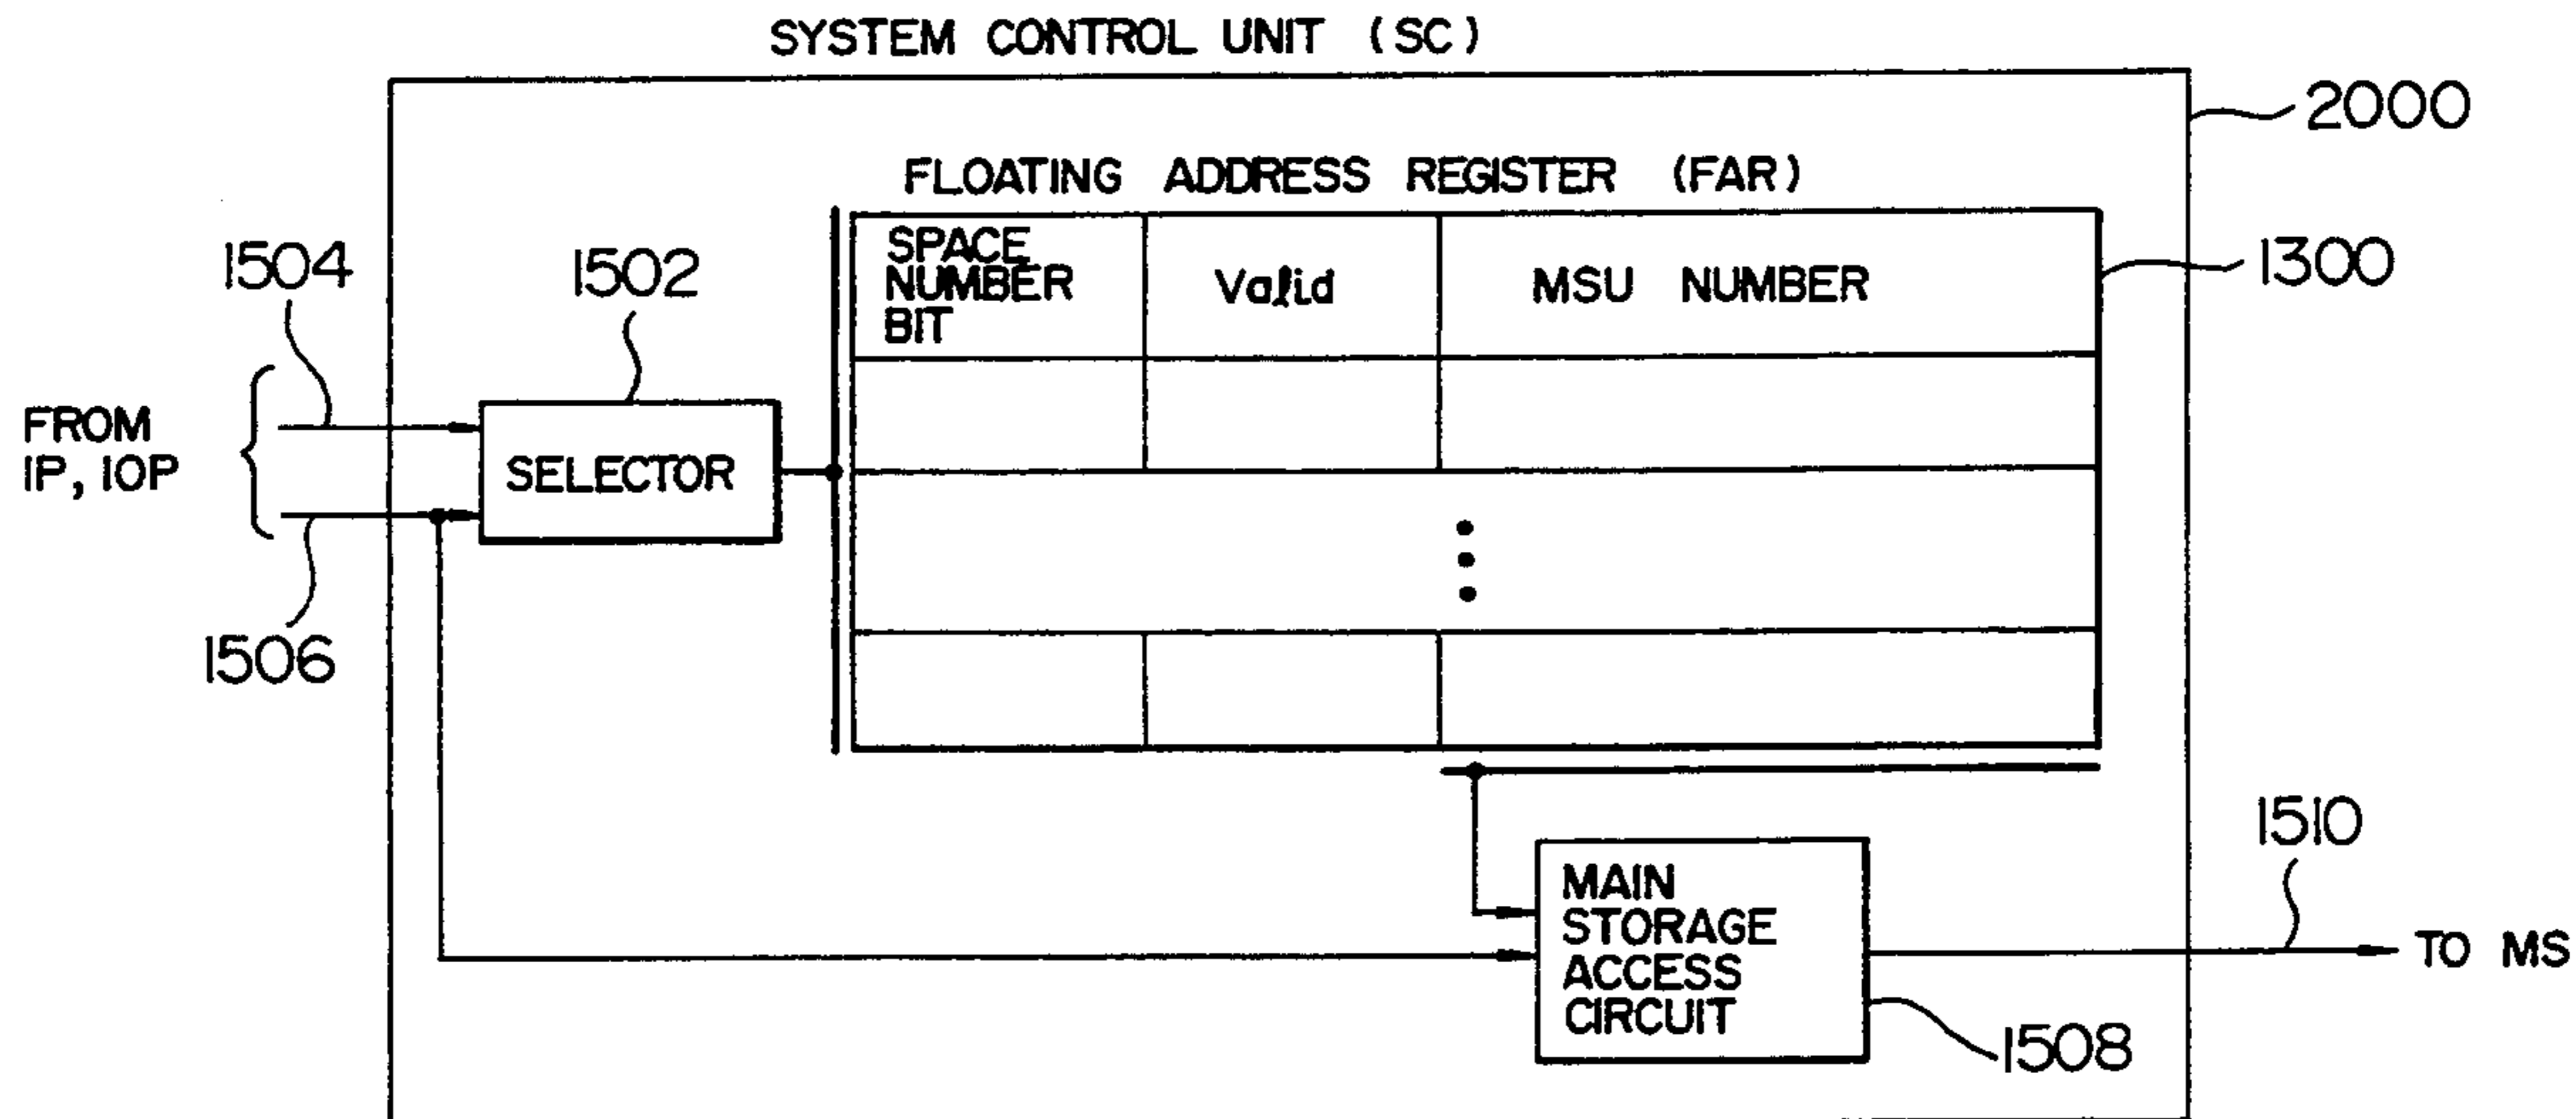 SYSTEM CONTROL UNIT (SC)
2000
FLOATING ADDRESS REGISTER (FAR)
1504
1502
SPACE
NUMBER
BIT
Valid
MSU NUMBER
1300
FROM
IP, IOP
SELECTOR
1506
1510
MAIN
STORAGE
ACCESS
CIRCUIT
TO MS
1508